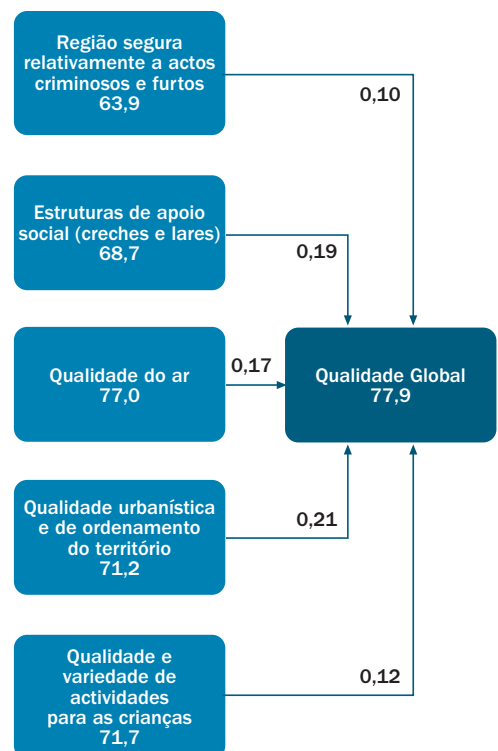 Região segura
relativamente a actos
criminosos e furtos
63,9
0,10
Estruturas de apoio
social (creches e lares)
68,7
0,19
Qualidade do ar
77,0
0,17
Qualidade Global
77,9
Qualidade urbanística
e de ordenamento
do território
71,2
0,21
Qualidade e
variedade de
actividades
para as crianças
71,7
0,12